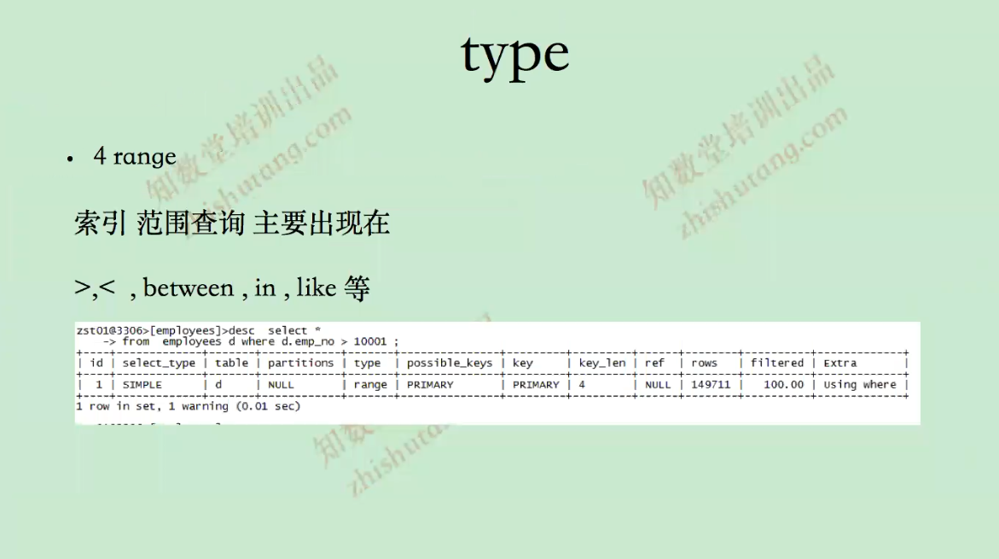 type
• 4 range
索引 范围查询 主要出现在
>,< , between , in , like 等
zst01@3306>[employees]>desc  select *
    -> from  employees d where d.emp_no > 10001 ;
+----+-------------+-------+------------+-------+---------------+---------+---------+------+--------+----------+-------------+
| id | select_type | table | partitions | type  | possible_keys | key     | key_len | ref  | rows   | filtered | Extra       |
+----+-------------+-------+------------+-------+---------------+---------+---------+------+--------+----------+-------------+
|  1 | SIMPLE      | d     | NULL       | range | PRIMARY       | PRIMARY | 4       | NULL | 149711 |   100.00 | Using where |
+----+-------------+-------+------------+-------+---------------+---------+---------+------+--------+----------+-------------+
1 row in set, 1 warning (0.01 sec)
知数堂培训出品
zhishutang.com
知数堂培训出品
zhishutang.com
知数
zhishuta